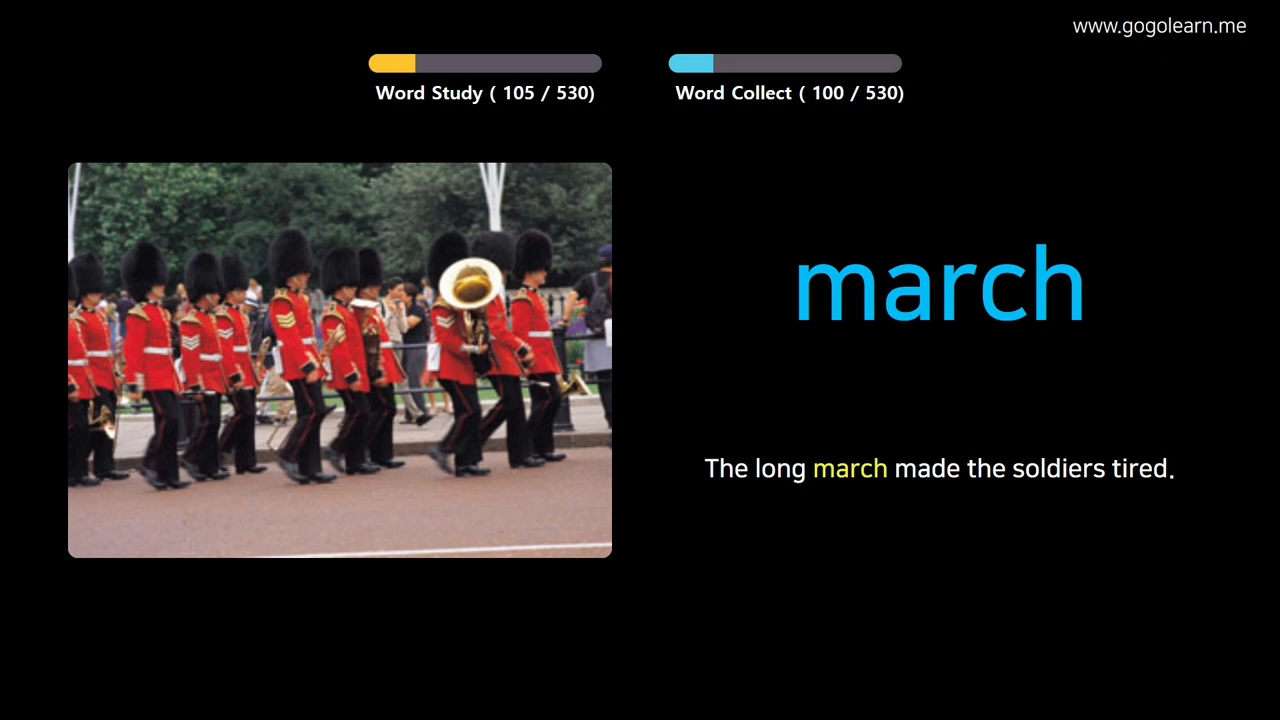 www.gogolearn.me
Word Study ( 105 / 530)
Word Collect ( 100 / 530)
march
The long march made the soldiers tired.